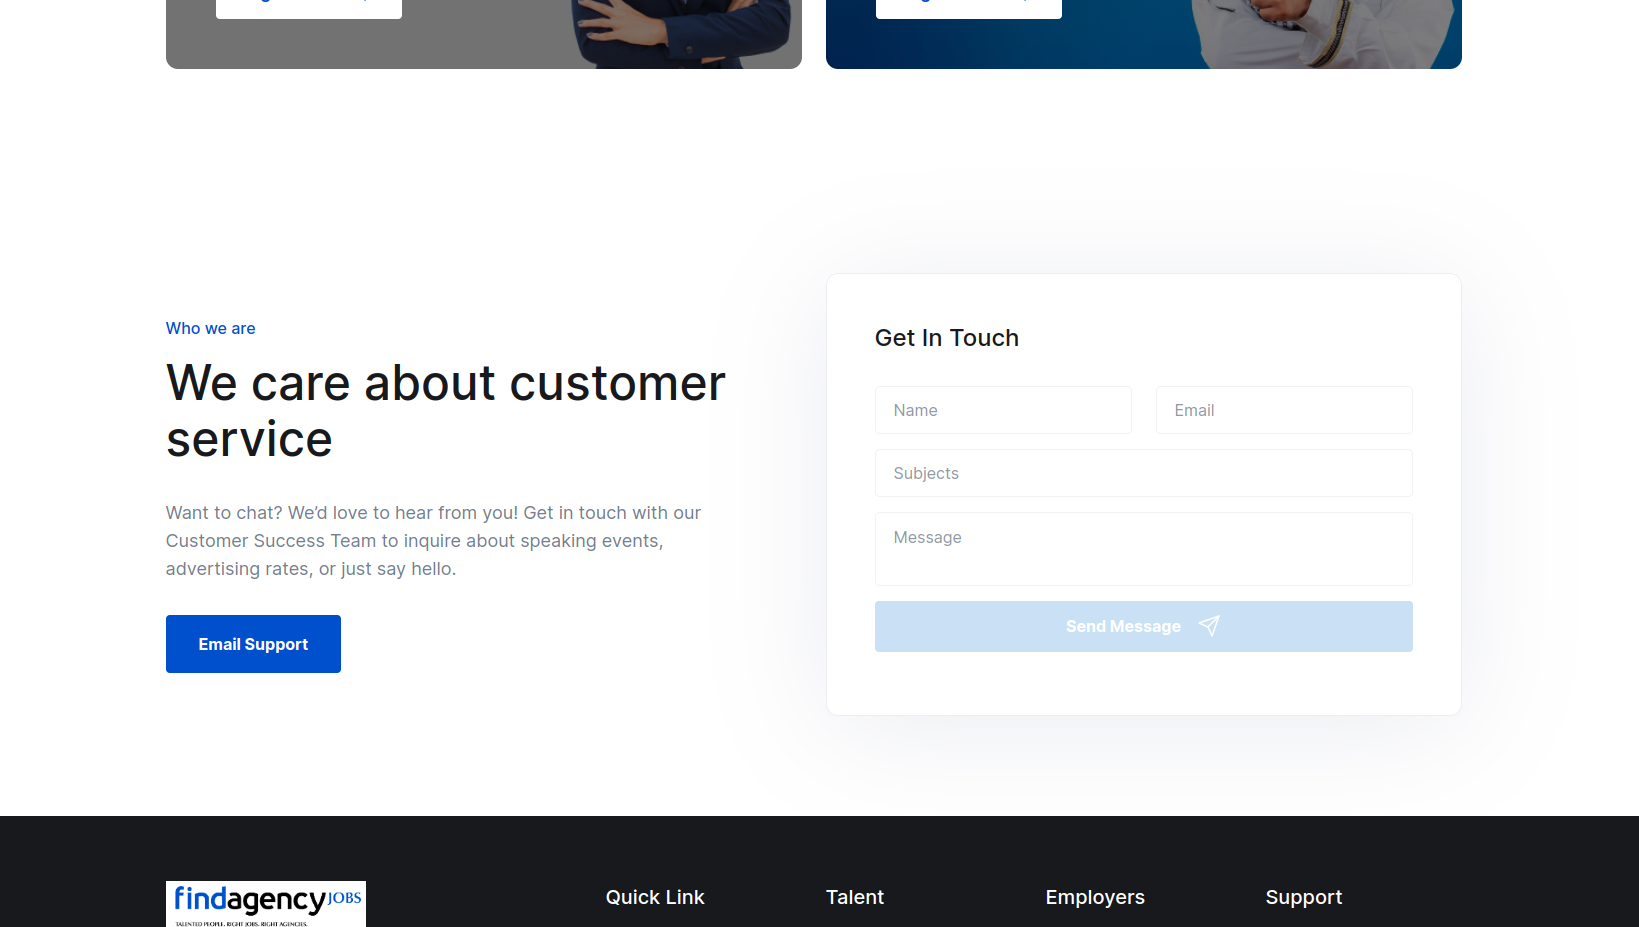 Who we are
We care about customer
service
Want to chat? We’d love to hear from you! Get in touch with our
Customer Success Team to inquire about speaking events,
advertising rates, or just say hello.
Email Support
Get In Touch
Name
Email
Subjects
Message
Send Message
findagency JOBS
TALENTED PEOPLE. RIGHT JOBS. RIGHT AGENCIES.
Quick Link
Talent
Employers
Support